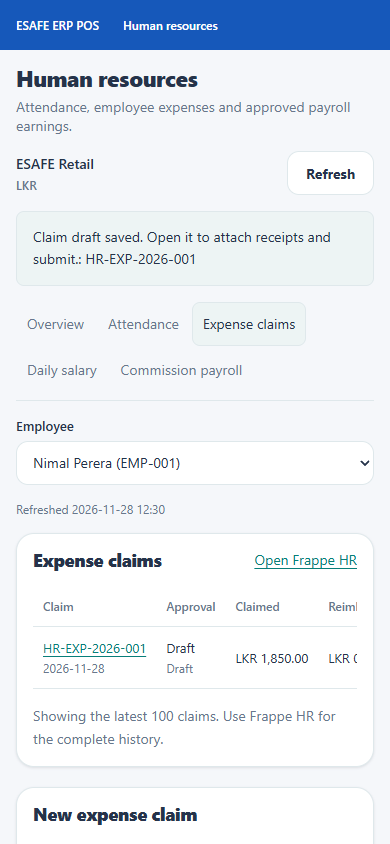 ESAFE ERP POS Human resources
Human resources
Attendance, employee expenses and approved payroll
earnings.
ESAFE Retail
LKR
Refresh
Claim draft saved. Open it to attach receipts and
submit.: HR-EXP-2026-001
Overview Attendance Expense claims
Daily salary Commission payroll
Employee
Nimal Perera (EMP-001)
Refreshed 2026-11-28 12:30
Expense claims Open Frappe HR
Claim Approval Claimed
HR-EXP-2026-001 Draft
LKR 1,850.00 LKR
2026-11-28 Draft
Showing the latest 100 claims. Use Frappe HR for
the complete history.
New expense claim